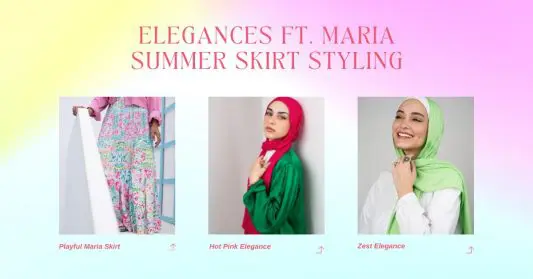 ELEGANCES FT. MARIA
SUMMER SKIRT STYLING
Playful Maria Skirt
Hot Pink Elegance
Zest Elegance